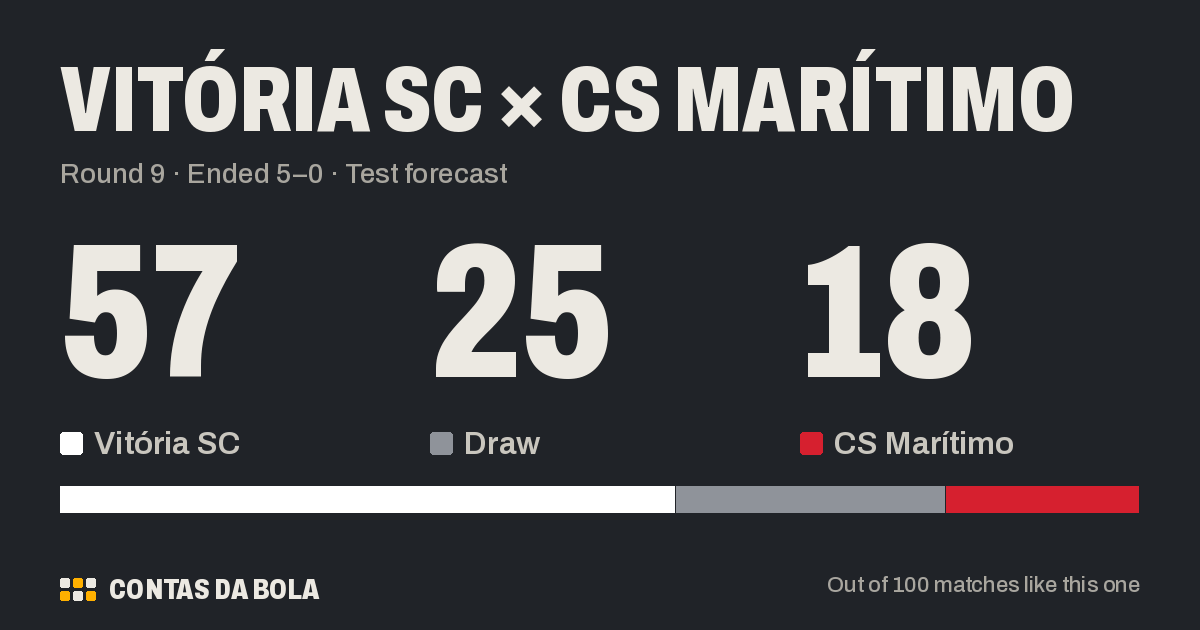 VITÓRIA SC × CS MARÍTIMO
Round 9 · Ended 5–0 · Test forecast
57 25 18
Vitória SC Draw CS Marítimo
CONTAS DA BOLA
Out of 100 matches like this one